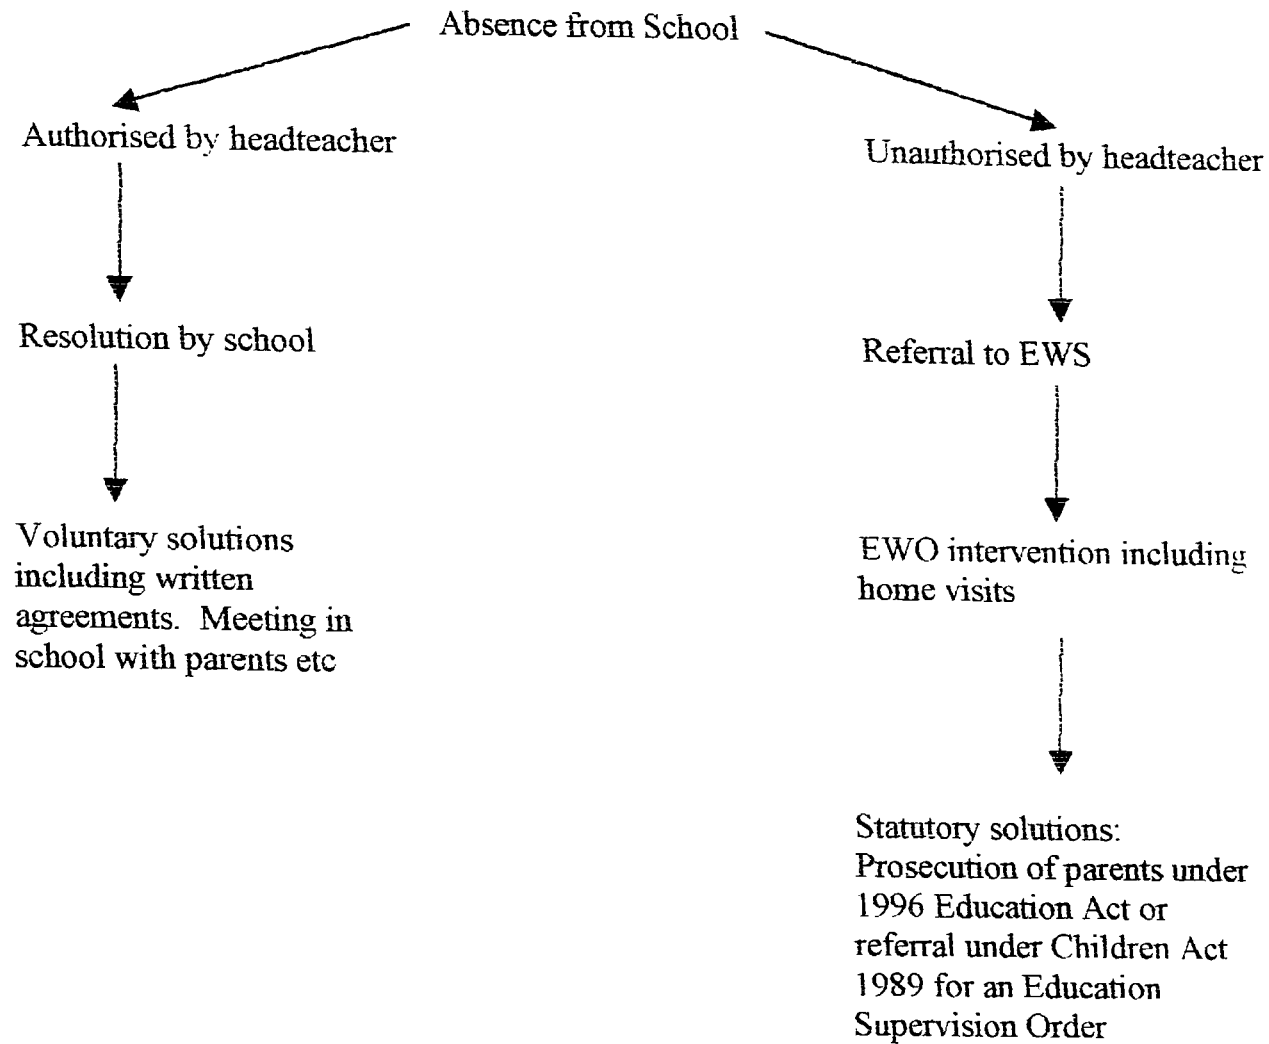 Absence from School
Authorised by headteacher
Unauthorised by headteacher
Resolution by school
Referral to EWS
Voluntary solutions
including written
agreements. Meeting in
school with parents etc
EWO intervention including
home visits
Statutory solutions:
Prosecution of parents under
1996 Education Act or
referral under Children Act
1989 for an Education
Supervision Order